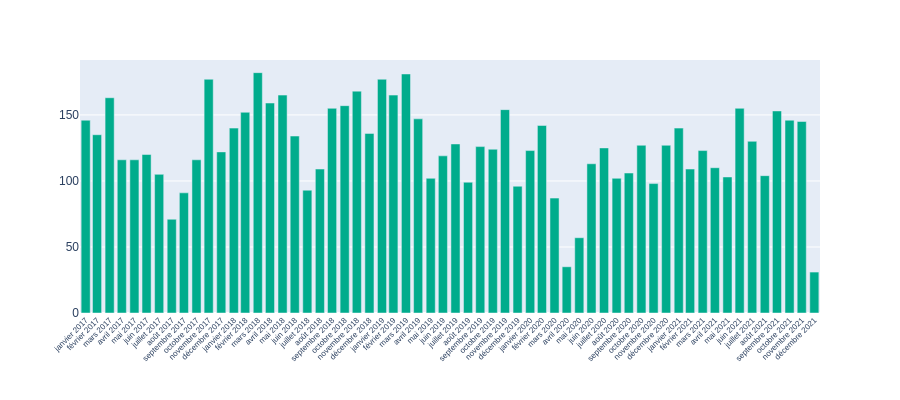 150
100
50
0
janvier 2017
février 2017
mars 2017
avril 2017
mai 2017
juin 2017
juillet 2017
août 2017
septembre 2017
octobre 2017
novembre 2017
décembre 2017
janvier 2018
février 2018
mars 2018
avril 2018
mai 2018
juin 2018
juillet 2018
août 2018
septembre 2018
octobre 2018
novembre 2018
décembre 2018
janvier 2019
février 2019
mars 2019
avril 2019
mai 2019
juin 2019
juillet 2019
août 2019
septembre 2019
octobre 2019
novembre 2019
décembre 2019
janvier 2020
février 2020
mars 2020
avril 2020
mai 2020
juin 2020
juillet 2020
août 2020
septembre 2020
octobre 2020
novembre 2020
décembre 2020
janvier 2021
février 2021
mars 2021
avril 2021
mai 2021
juin 2021
juillet 2021
août 2021
septembre 2021
octobre 2021
novembre 2021
décembre 2021